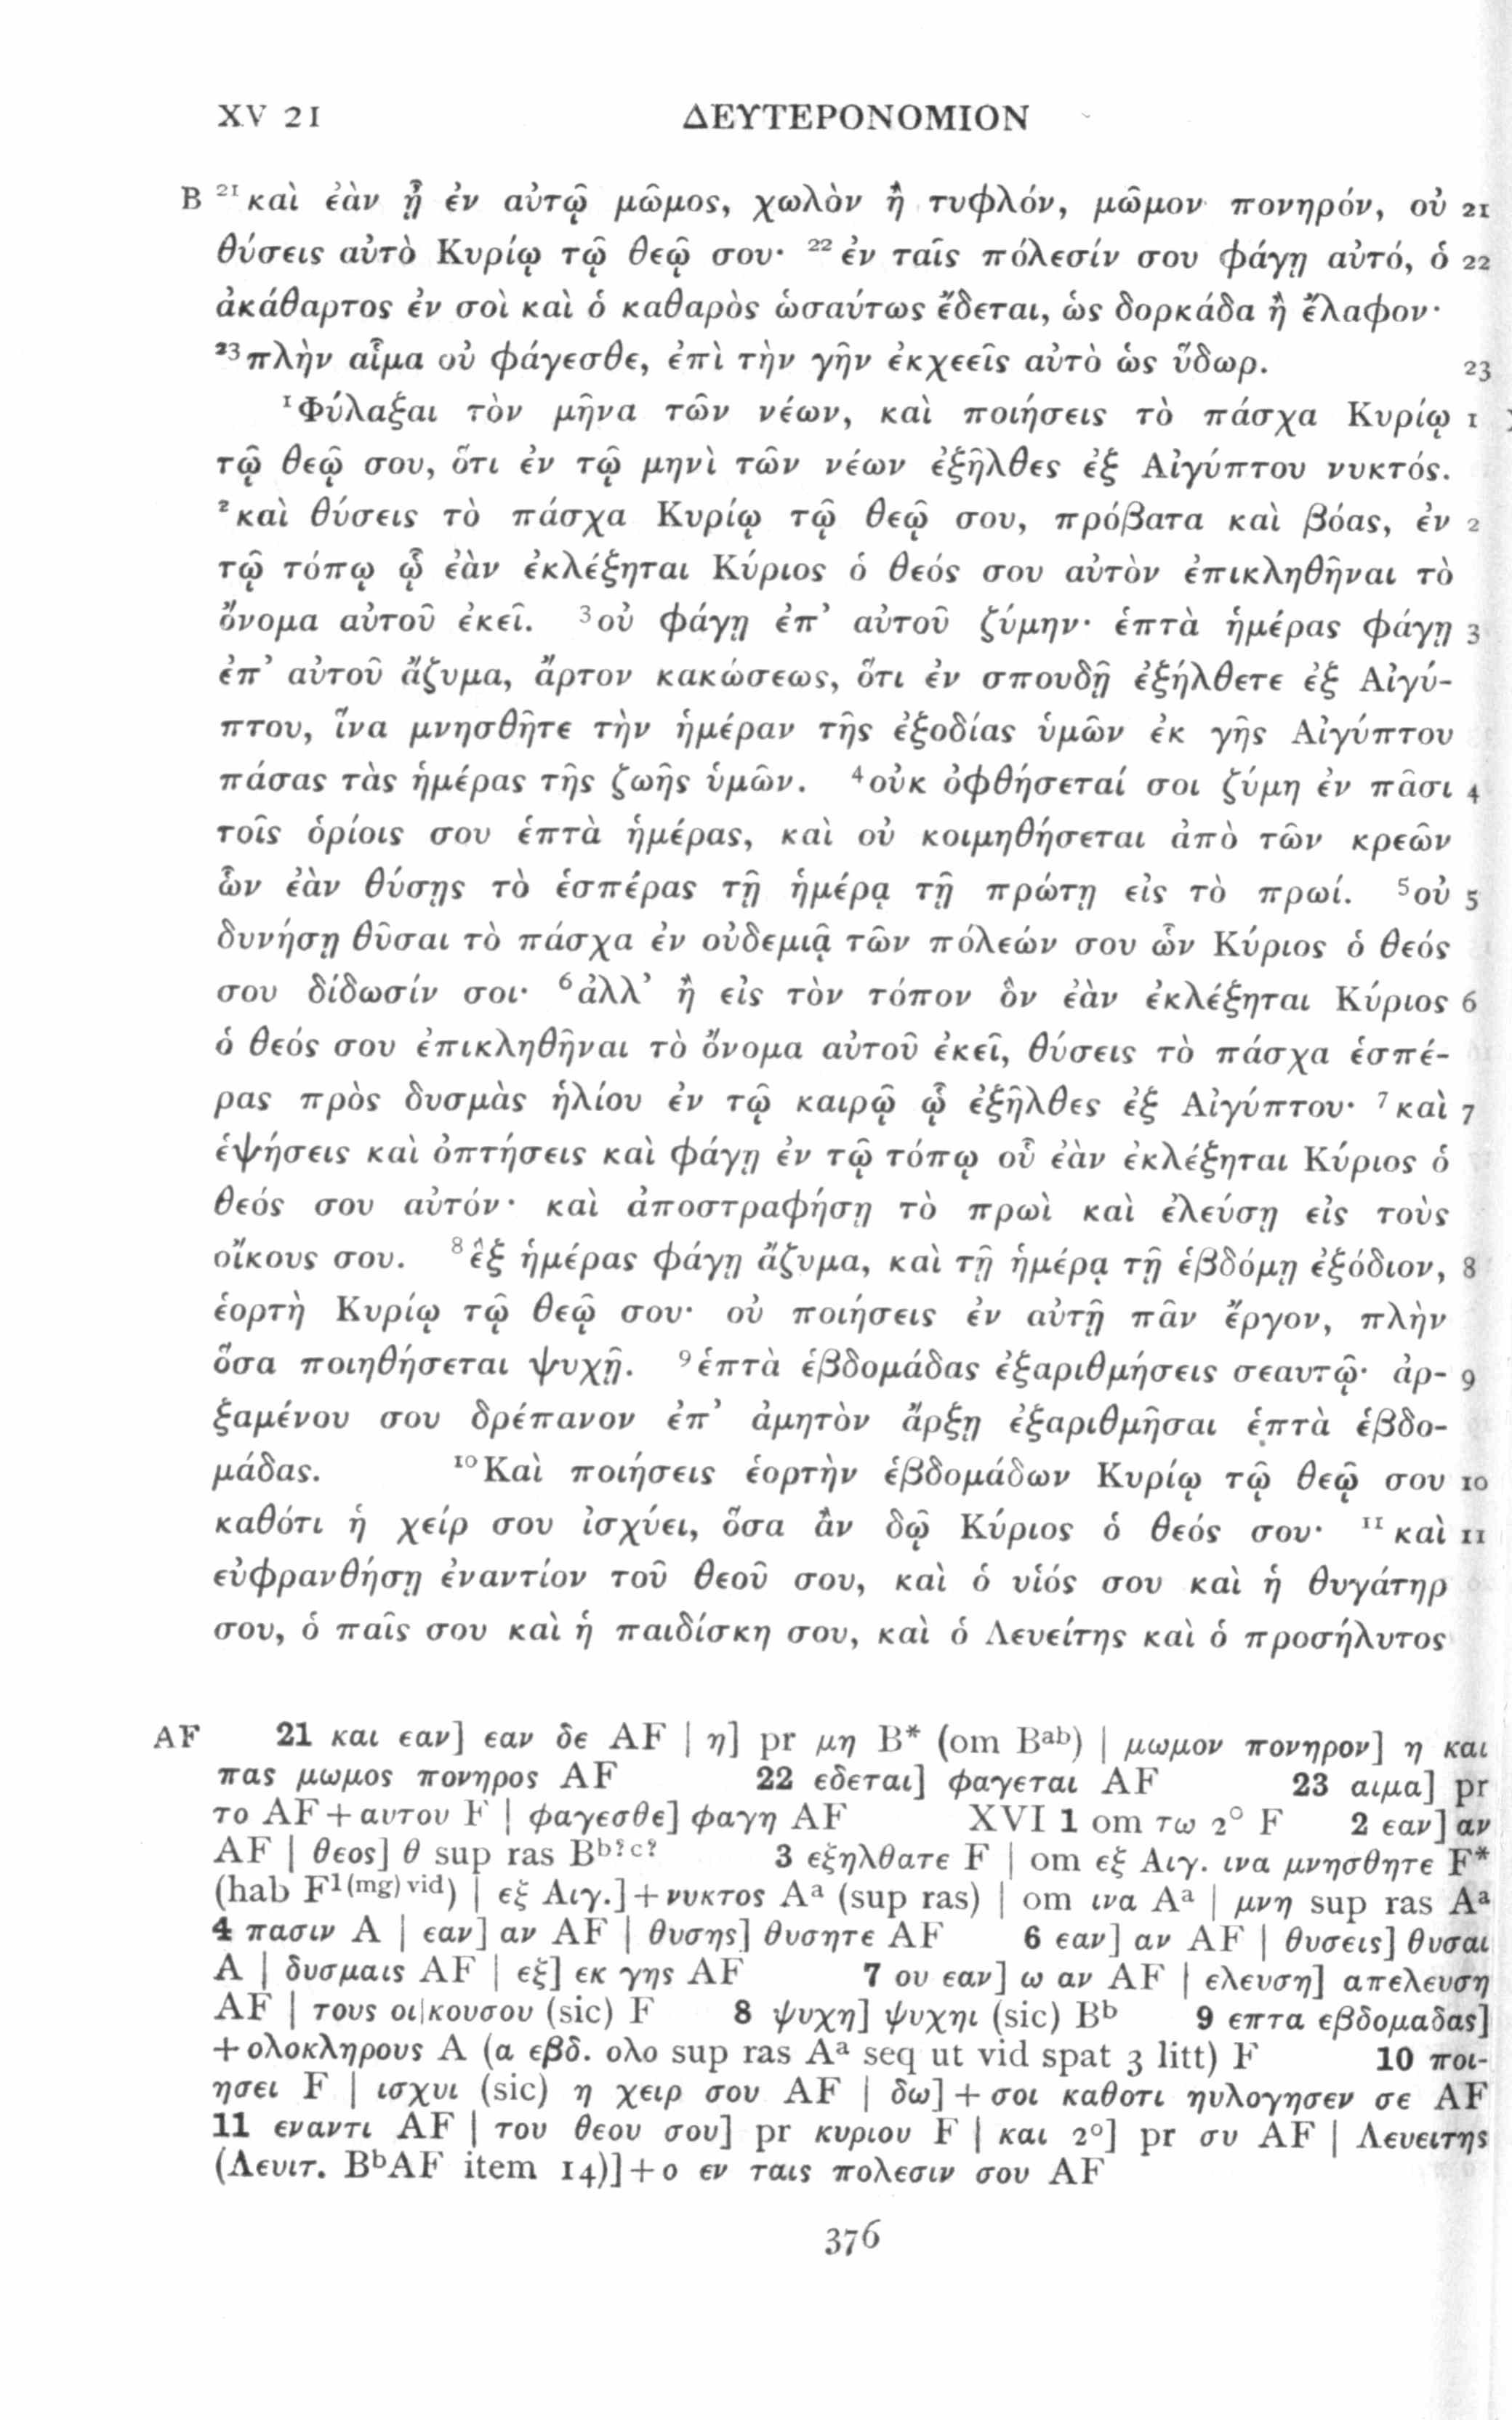 XV 21 ΔΕΥΤΕΡΟΝΟΜΙΟΝ
B ²¹καὶ ἐὰν ᾖ ἐν αὐτῷ μῶμος, χωλὸν ἢ τυφλόν, μῶμον πονηρόν, οὐ 21
θύσεις αὐτὸ Κυρίῳ τῷ θεῷ σου· ²²ἐν ταῖς πόλεσίν σου φάγῃ αὐτό, ὁ 22
ἀκάθαρτος ἐν σοὶ καὶ ὁ καθαρὸς ὡσαύτως ἔδεται, ὡς δορκάδα ἢ ἔλαφον·
²³πλὴν αἷμα οὐ φάγεσθε, ἐπὶ τὴν γῆν ἐκχεεῖς αὐτὸ ὡς ὕδωρ. 23
¹Φύλαξαι τὸν μῆνα τῶν νέων, καὶ ποιήσεις τὸ πάσχα Κυρίῳ 1
τῷ θεῷ σου, ὅτι ἐν τῷ μηνὶ τῶν νέων ἐξῆλθες ἐξ Αἰγύπτου νυκτός.
²καὶ θύσεις τὸ πάσχα Κυρίῳ τῷ θεῷ σου, πρόβατα καὶ βόας, ἐν 2
τῷ τόπῳ ᾧ ἐὰν ἐκλέξηται Κύριος ὁ θεός σου αὐτὸν ἐπικληθῆναι τὸ
ὄνομα αὐτοῦ ἐκεῖ. ³οὐ φάγῃ ἐπ’ αὐτοῦ ζύμην· ἑπτὰ ἡμέρας φάγῃ 3
ἐπ’ αὐτοῦ ἄζυμα, ἄρτον κακώσεως, ὅτι ἐν σπουδῇ ἐξήλθετε ἐξ Αἰγύ-
πτου, ἵνα μνησθῆτε τὴν ἡμέραν τῆς ἐξοδίας ὑμῶν ἐκ γῆς Αἰγύπτου
πάσας τὰς ἡμέρας τῆς ζωῆς ὑμῶν. ⁴οὐκ ὀφθήσεταί σοι ζύμη ἐν πᾶσι 4
τοῖς ὁρίοις σου ἑπτὰ ἡμέρας, καὶ οὐ κοιμηθήσεται ἀπὸ τῶν κρεῶν
ὧν ἐὰν θύσῃς τὸ ἑσπέρας τῇ ἡμέρᾳ τῇ πρώτῃ εἰς τὸ πρωί. ⁵οὐ 5
δυνήσῃ θῦσαι τὸ πάσχα ἐν οὐδεμιᾷ τῶν πόλεών σου ὧν Κύριος ὁ θεός
σου δίδωσίν σοι· ⁶ἀλλ’ ἢ εἰς τὸν τόπον ὃν ἐὰν ἐκλέξηται Κύριος 6
ὁ θεός σου ἐπικληθῆναι τὸ ὄνομα αὐτοῦ ἐκεῖ, θύσεις τὸ πάσχα ἑσπέ-
ρας πρὸς δυσμὰς ἡλίου ἐν τῷ καιρῷ ᾧ ἐξῆλθες ἐξ Αἰγύπτου· ⁷καὶ 7
ἑψήσεις καὶ ὀπτήσεις καὶ φάγῃ ἐν τῷ τόπῳ οὗ ἐὰν ἐκλέξηται Κύριος ὁ
θεός σου αὐτόν· καὶ ἀποστραφήσῃ τὸ πρωὶ καὶ ἐλεύσῃ εἰς τοὺς
οἴκους σου. ⁸ἓξ ἡμέρας φάγῃ ἄζυμα, καὶ τῇ ἡμέρᾳ τῇ ἑβδόμῃ ἐξόδιον, 8
ἑορτὴ Κυρίῳ τῷ θεῷ σου· οὐ ποιήσεις ἐν αὐτῇ πᾶν ἔργον, πλὴν
ὅσα ποιηθήσεται ψυχῇ. ⁹ἑπτὰ ἑβδομάδας ἐξαριθμήσεις σεαυτῷ· ἀρ- 9
ξαμένου σου δρέπανον ἐπ’ ἀμητὸν ἄρξῃ ἐξαριθμῆσαι ἑπτὰ ἑβδο-
μάδας. ¹⁰Καὶ ποιήσεις ἑορτὴν ἑβδομάδων Κυρίῳ τῷ θεῷ σου 10
καθότι ἡ χείρ σου ἰσχύει, ὅσα ἂν δῷ Κύριος ὁ θεός σου· ¹¹καὶ 11
εὐφρανθήσῃ ἐναντίον τοῦ θεοῦ σου, καὶ ὁ υἱός σου καὶ ἡ θυγάτηρ
σου, ὁ παῖς σου καὶ ἡ παιδίσκη σου, καὶ ὁ Λευείτης καὶ ὁ προσήλυτος
AF 21 και εαν] εαν δε AF | η] pr μη B* (om Bᵃᵇ) | μωμον πονηρον] η και
πας μωμος πονηρος AF 22 εδεται] φαγεται AF 23 αιμα] pr
το AF + αυτου F | φαγεσθε] φαγη AF XVI 1 om τω 2° F 2 εαν] αν
AF | θεος] θ sup ras Bᵇ?ᶜ? 3 εξηλθατε F | om εξ Αιγ. ινα μνησθητε F*
(hab F¹⁽ᵐᵍ⁾ ᵛⁱᵈ) | εξ Αιγ.] + νυκτος Aᵃ (sup ras) | om ινα Aᵃ | μνη sup ras Aᵃ
4 πασιν A | εαν] αν AF | θυσης] θυσητε AF 6 εαν] αν AF | θυσεις] θυσαι
A | δυσμαις AF | εξ] εκ γης AF 7 ου εαν] ω αν AF | ελευση] απελευση
AF | τους οι|κουσου (sic) F 8 ψυχη] ψυχηι (sic) Bᵇ 9 επτα εβδομαδας]
+ ολοκληρους A (α εβδ. ολο sup ras Aᵃ seq ut vid spat 3 litt) F 10 ποι-
ησει F | ισχυι (sic) η χειρ σου AF | δω] + σοι καθοτι ηυλογησεν σε AF
11 εναντι AF | του θεου σου] pr κυριου F | και 2°] pr συ AF | Λευειτης
(Λευιτ. BᵇAF item 14)] + ο εν ταις πολεσιν σου AF
376